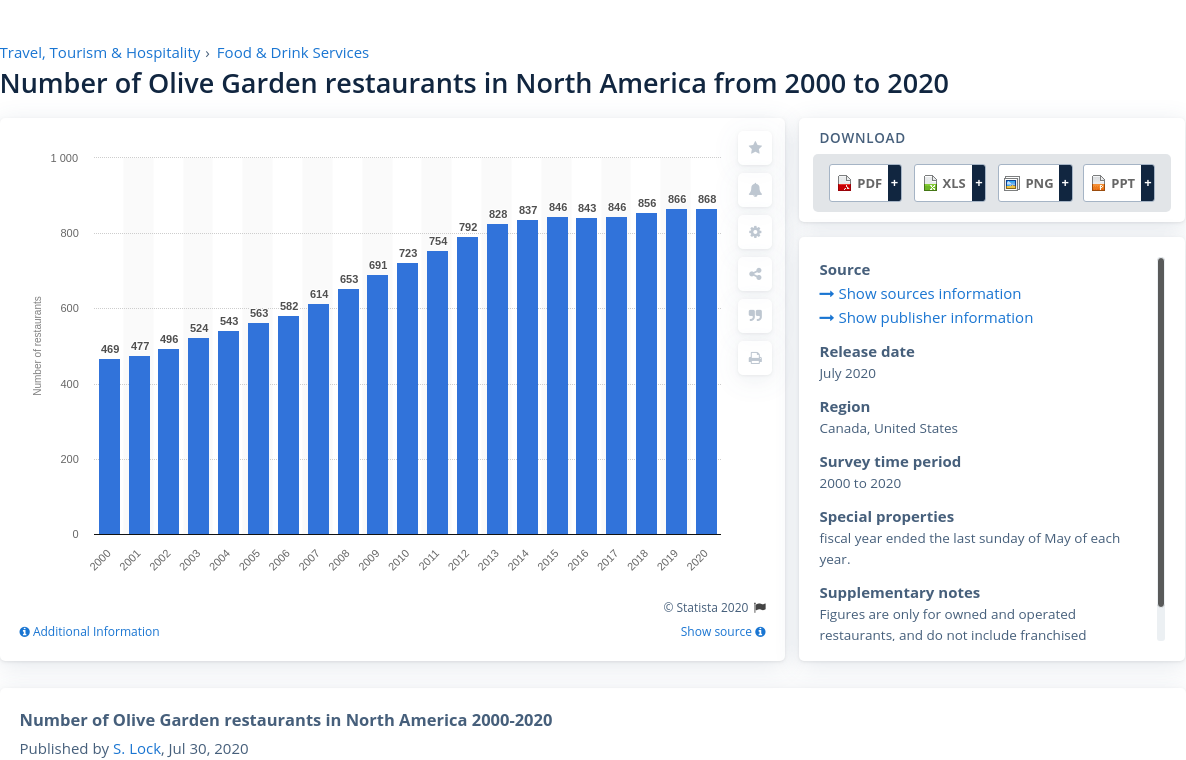 Travel, Tourism & Hospitality › Food & Drink Services
Number of Olive Garden restaurants in North America from 2000 to 2020
1 000
800
600
400
200
0
Number of restaurants
469
477
496
524
543
563
582
614
653
691
723
754
792
828
837
846
843
846
856
866
868
2000
2001
2002
2003
2004
2005
2006
2007
2008
2009
2010
2011
2012
2013
2014
2015
2016
2017
2018
2019
2020
© Statista 2020
Additional Information
Show source
DOWNLOAD
PDF + XLS + PNG + PPT +
Source
Show sources information
Show publisher information
Release date
July 2020
Region
Canada, United States
Survey time period
2000 to 2020
Special properties
fiscal year ended the last sunday of May of each
year.
Supplementary notes
Figures are only for owned and operated
restaurants, and do not include franchised
Number of Olive Garden restaurants in North America 2000-2020
Published by S. Lock, Jul 30, 2020